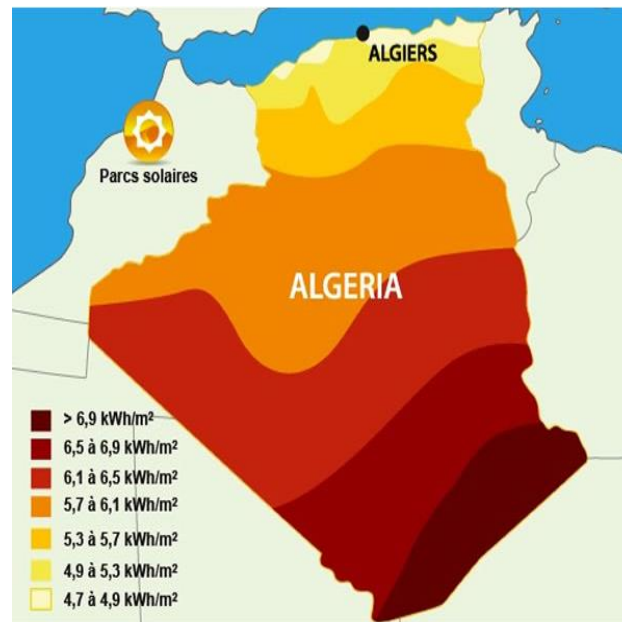 ALGIERS
Parcs solaires
ALGERIA
> 6,9 kWh/m²
6,5 à 6,9 kWh/m²
6,1 à 6,5 kWh/m²
5,7 à 6,1 kWh/m²
5,3 à 5,7 kWh/m²
4,9 à 5,3 kWh/m²
4,7 à 4,9 kWh/m²